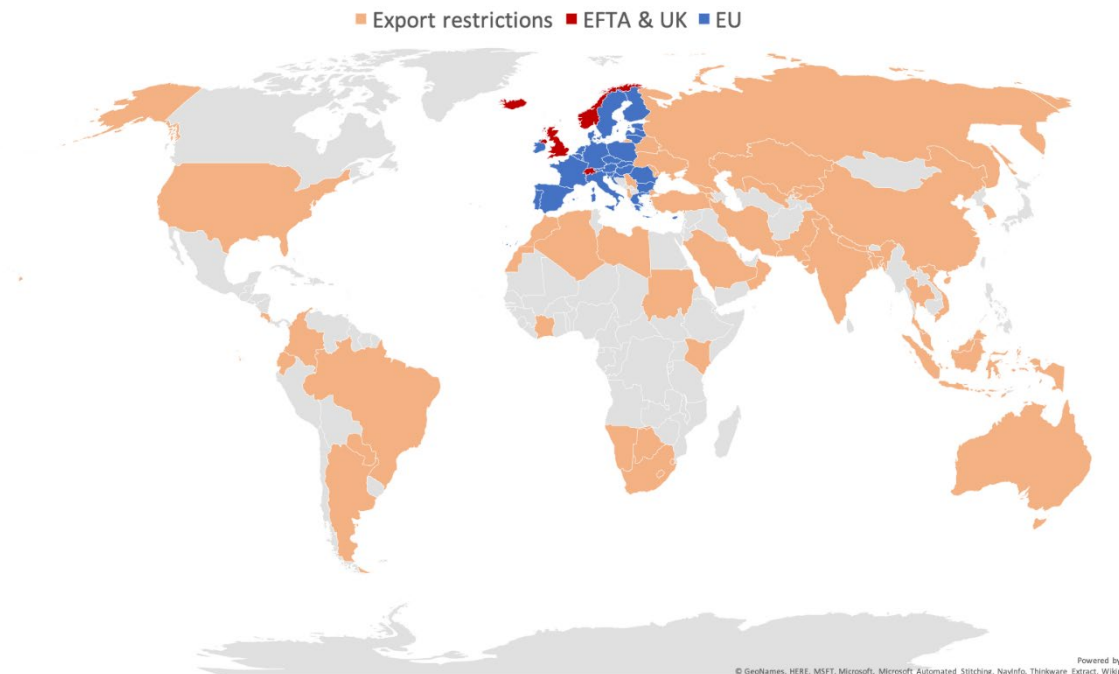 Export restrictions EFTA & UK EU
Powered by
© GeoNames, HERE, MSFT, Microsoft, Microsoft Automated Stitching, NavInfo, Thinkware Extract, Wiki